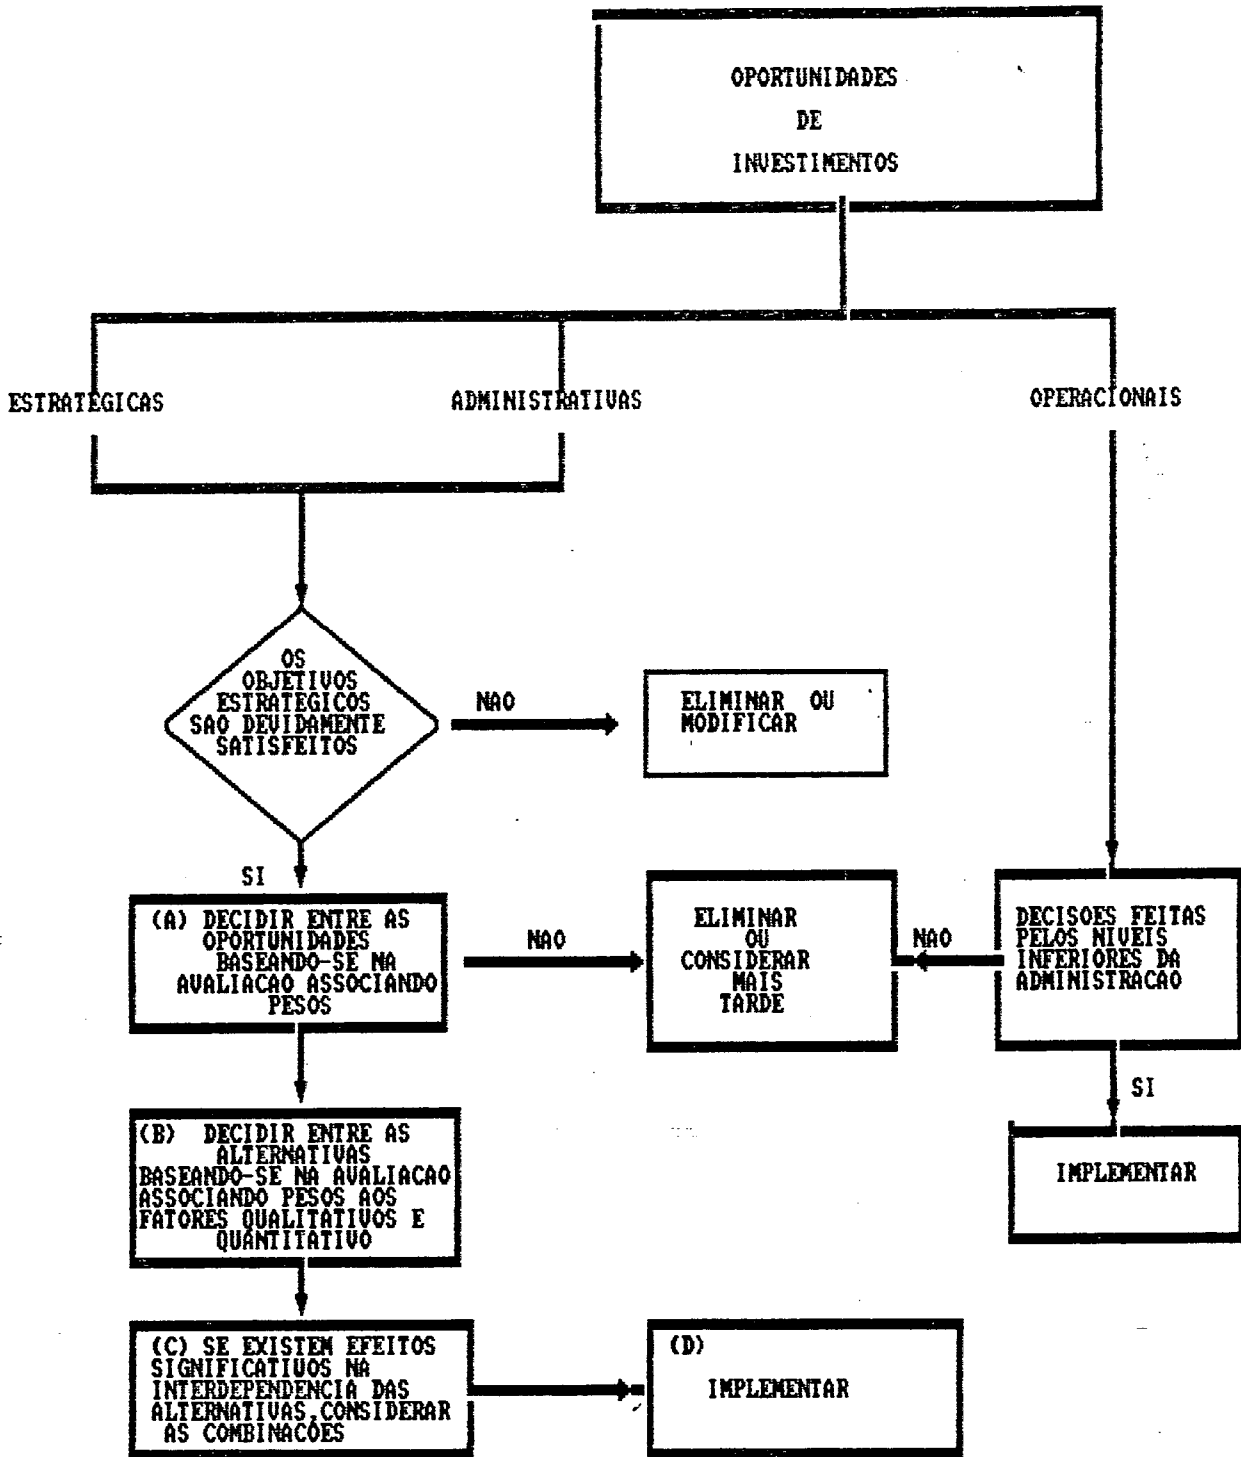 OPORTUNIDADES
DE
INVESTIMENTOS
ESTRATEGICAS
ADMINISTRATIVAS
OPERACIONAIS
OS
OBJETIVOS
ESTRATEGICOS
SAO DEVIDAMENTE
SATISFEITOS
NAO
ELIMINAR OU
MODIFICAR
SI
(A) DECIDIR ENTRE AS
OPORTUNIDADES
BASEANDO-SE NA
AVALIACAO ASSOCIANDO
PESOS
NAO
ELIMINAR
OU
CONSIDERAR
MAIS
TARDE
NAO
DECISOES FEITAS
PELOS NIVEIS
INFERIORES DA
ADMINISTRACAO
SI
IMPLEMENTAR
(B) DECIDIR ENTRE AS
ALTERNATIVAS
BASEANDO-SE NA AVALIACAO
ASSOCIANDO PESOS AOS
FATORES QUALITATIVOS E
QUANTITATIVO
(C) SE EXISTEM EFEITOS
SIGNIFICATIVOS NA
INTERDEPENDENCIA DAS
ALTERNATIVAS,CONSIDERAR
AS COMBINACOES
(D)
IMPLEMENTAR